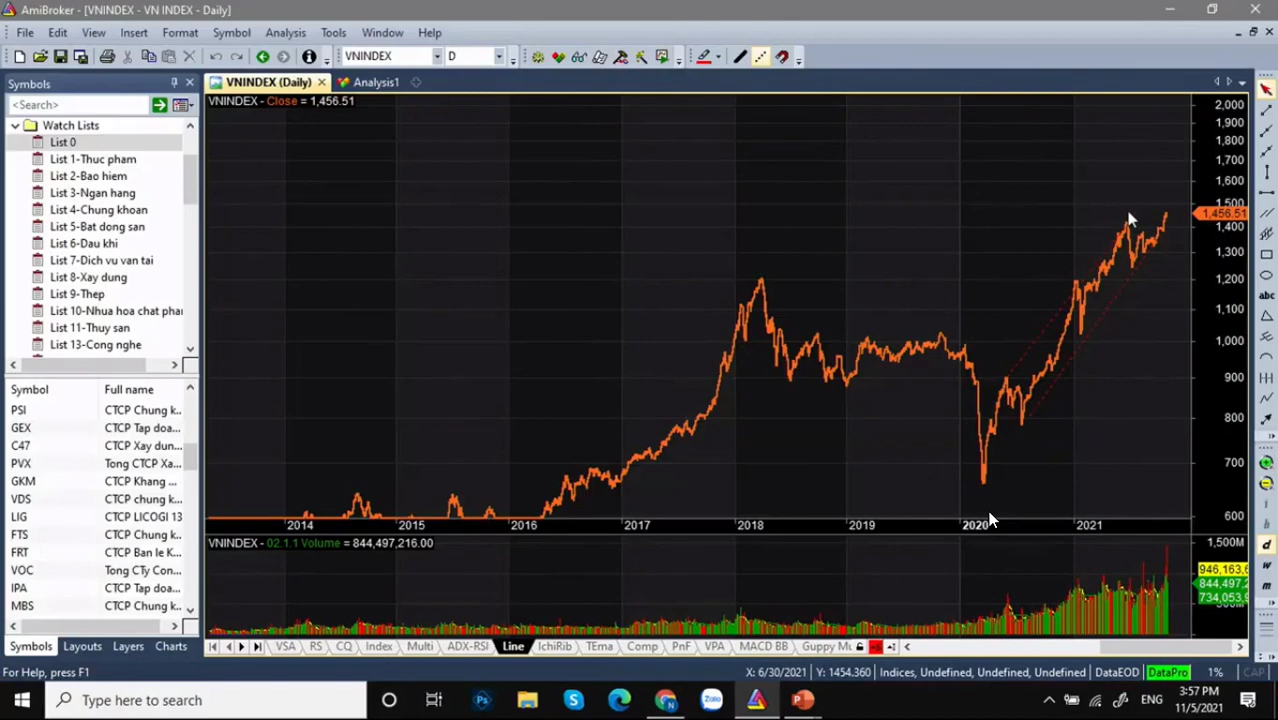 AmiBroker - [VNINDEX - VN INDEX - Daily]
File Edit View Insert Format Symbol Analysis Tools Window Help
VNINDEX D
Symbols
VNINDEX (Daily) Analysis1
<Search>
VNINDEX - Close = 1,456.51
Watch Lists
List 0
List 1-Thuc pham
List 2-Bao hiem
List 3-Ngan hang
List 4-Chung khoan
List 5-Bat dong san
List 6-Dau khi
List 7-Dich vu van tai
List 8-Xay dung
List 9-Thep
List 10-Nhua hoa chat pha
List 11-Thuy san
List 13-Cong nghe
Symbol Full name
PSI CTCP Chung k...
GEX CTCP Tap doa...
C47 CTCP Xay dun...
PVX Tong CTCP Xa...
GKM CTCP Khang ...
VDS CTCP chung k...
LIG CTCP LICOGI 13
FTS CTCP Chung k...
FRT CTCP Ban le K...
VOC Tong CTy Con...
IPA CTCP Tap doa...
MBS CTCP Chung k...
2,000
1,900
1,800
1,700
1,600
1,500
1,456.51
1,400
1,300
1,200
1,100
1,000
900
800
700
600
2014 2015 2016 2017 2018 2019 2020 2021
VNINDEX - 02.1.1 Volume = 844,497,216.00
1,500M
946,163,6
844,497,2
734,053,9
abc
d
w
m
Symbols Layouts Layers Charts
VSA RS CQ Index Multi ADX-RSI Line IchiRib TEma Comp PnF VPA MACD BB Guppy Mu
For Help, press F1
X: 6/30/2021 Y: 1454.360 Indices, Undefined, Undefined, Undefined DataEOD DataPro 1% CAP
Type here to search
Zalo
ENG
3:57 PM
11/5/2021